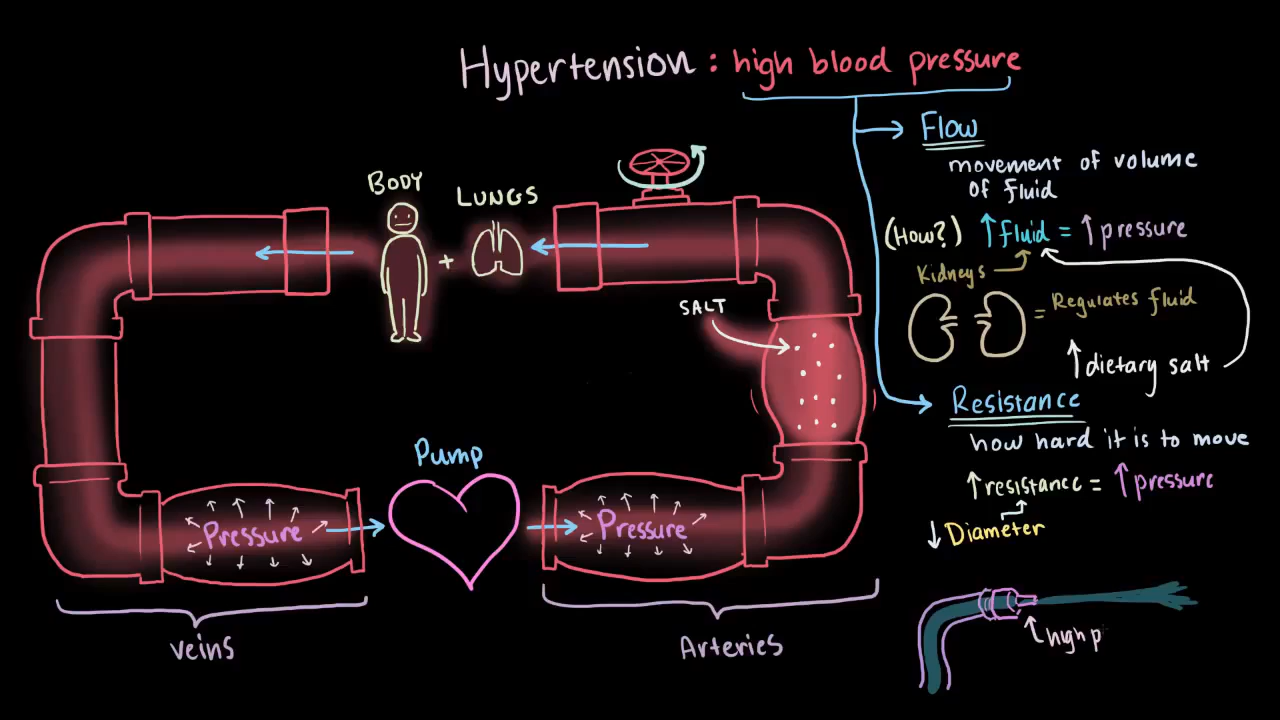 Hypertension : high blood pressure
Flow
movement of volume
of fluid
(How?) ↑fluid = ↑pressure
Kidneys
= Regulates fluid
↑dietary salt
Resistance
how hard it is to move
↑resistance = ↑pressure
↓ Diameter
high p
BODY
+
LUNGS
SALT
Pump
Pressure
Pressure
veins
Arteries